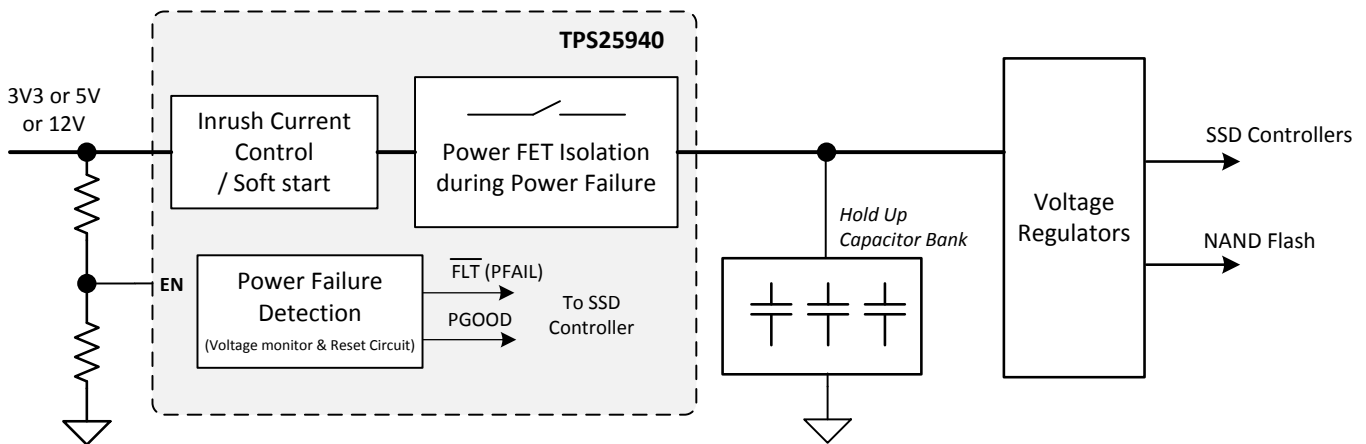 TPS25940
3V3 or 5V
or 12V
Inrush Current
Control
/ Soft start
Power FET Isolation
during Power Failure
EN
Power Failure
Detection
(Voltage monitor & Reset Circuit)
F̅L̅T̅ (PFAIL)
PGOOD
To SSD
Controller
Hold Up
Capacitor Bank
Voltage
Regulators
SSD Controllers
NAND Flash